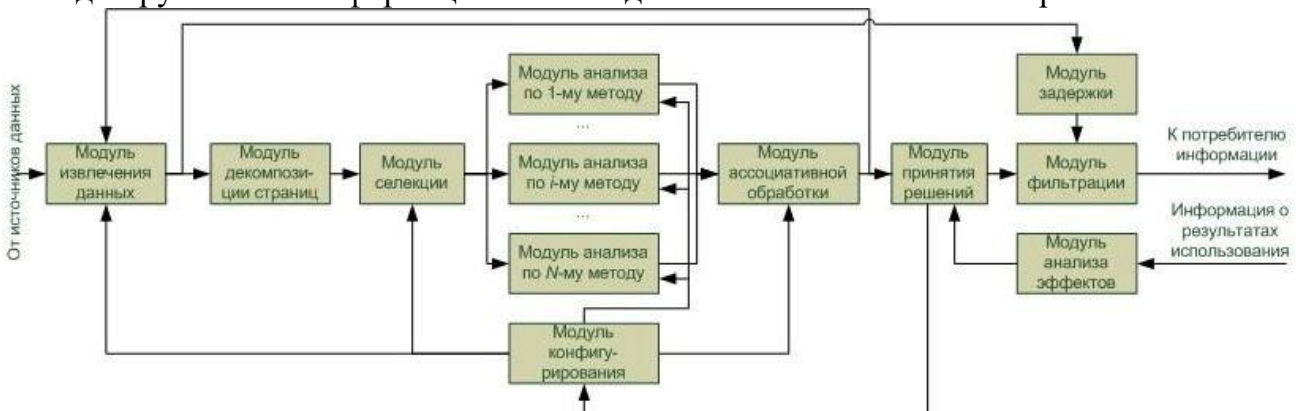 Модуль анализа
по 1-му методу
...
Модуль
задержки
От источников данных
Модуль
извлечения
данных
Модуль
декомпози-
ции страниц
Модуль
селекции
Модуль анализа
по i-му методу
...
Модуль
ассоциативной
обработки
Модуль
принятия
решений
Модуль
фильтрации
К потребителю
информации
Модуль анализа
по N-му методу
Модуль
анализа
эффектов
Информация о
результатах
использования
Модуль
конфигу-
рирования